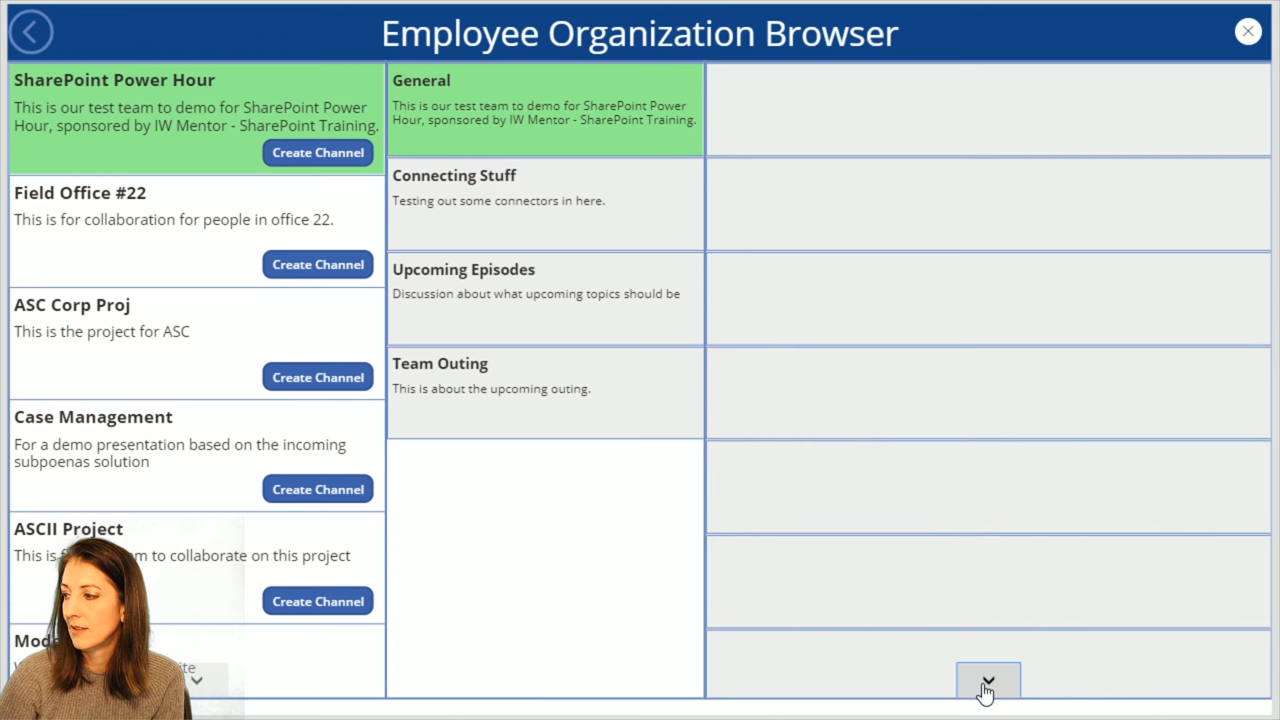 Employee Organization Browser
SharePoint Power Hour
This is our test team to demo for SharePoint Power
Hour, sponsored by IW Mentor - SharePoint Training.
Create Channel
Field Office #22
This is for collaboration for people in office 22.
Create Channel
ASC Corp Proj
This is the project for ASC
Create Channel
Case Management
For a demo presentation based on the incoming
subpoenas solution
Create Channel
ASCII Project
This is to collaborate on this project
Create Channel
General
This is our test team to demo for SharePoint Power
Hour, sponsored by IW Mentor - SharePoint Training.
Connecting Stuff
Testing out some connectors in here.
Upcoming Episodes
Discussion about what upcoming topics should be
Team Outing
This is about the upcoming outing.